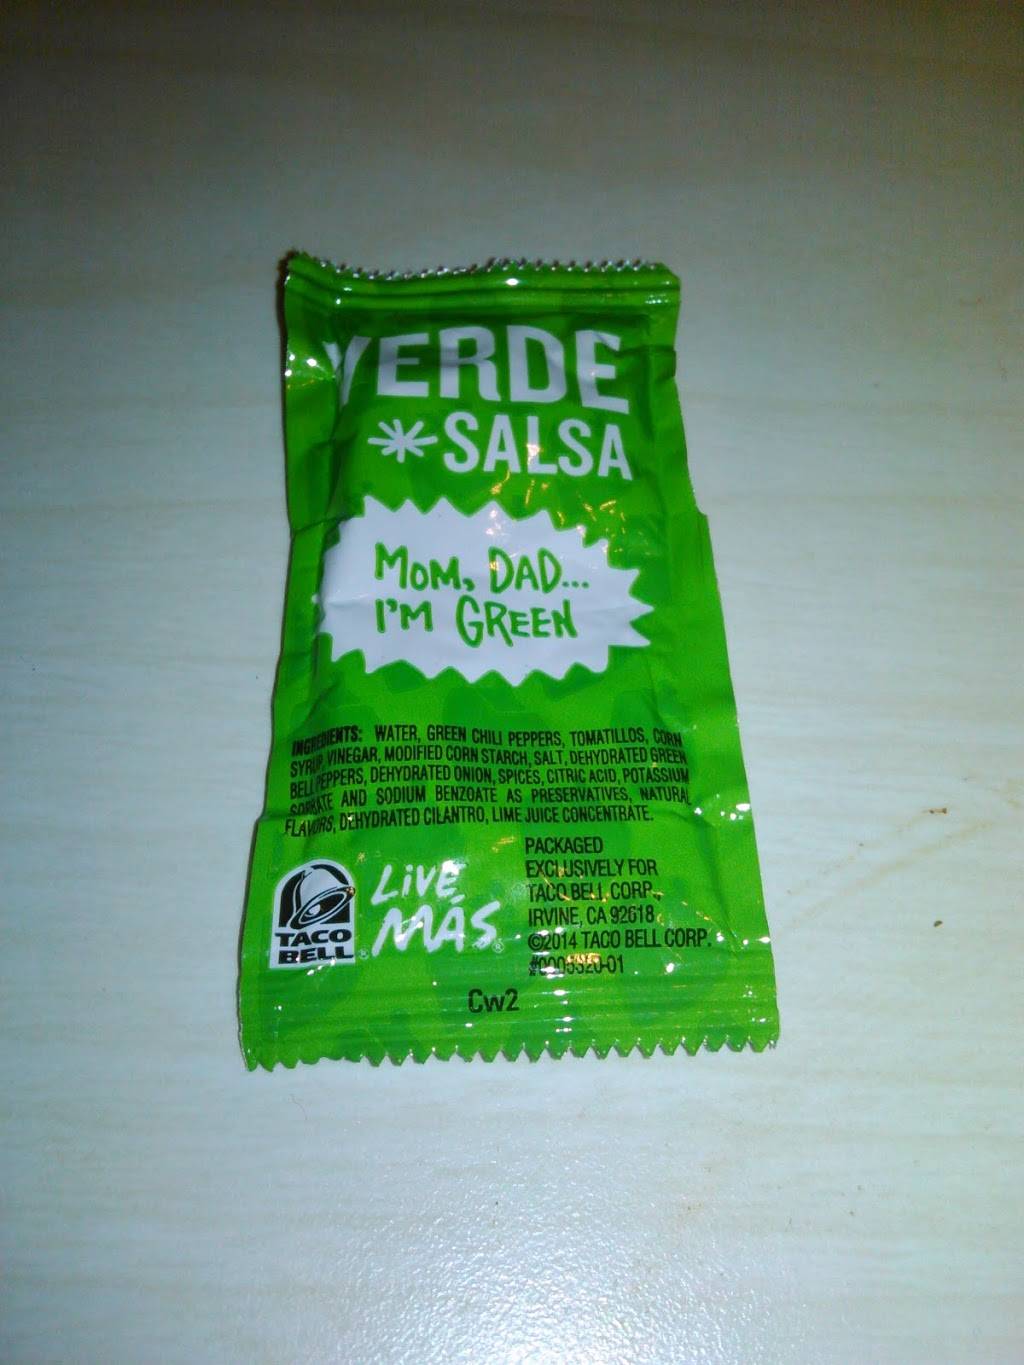 VERDE
SALSA
MOM, DAD...
I'M GREEN
INGREDIENTS: WATER, GREEN CHILI PEPPERS, TOMATILLOS, CORN
SYRUP, VINEGAR, MODIFIED CORN STARCH, SALT, DEHYDRATED GREEN
BELL PEPPERS, DEHYDRATED ONION, SPICES, CITRIC ACID, POTASSIUM
SORBATE AND SODIUM BENZOATE AS PRESERVATIVES, NATURAL
FLAVORS, DEHYDRATED CILANTRO, LIME JUICE CONCENTRATE.
PACKAGED
EXCLUSIVELY FOR
TACO BELL CORP.,
IRVINE, CA 92618
©2014 TACO BELL CORP.
#0005320-01
LiVE
MÁS®
TACO
BELL®
Cw2